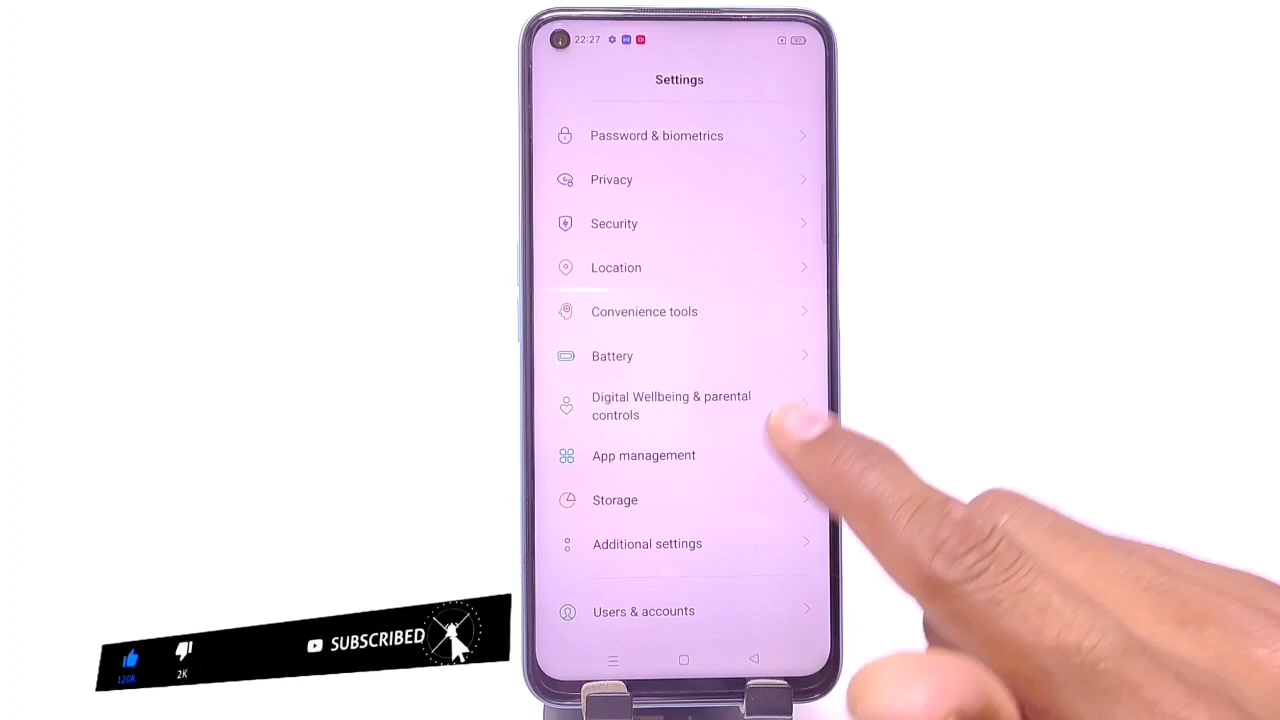 22:27
Settings
Password & biometrics
Privacy
Security
Location
Convenience tools
Battery
Digital Wellbeing & parental
controls
App management
Storage
Additional settings
Users & accounts
120K
2K
SUBSCRIBED